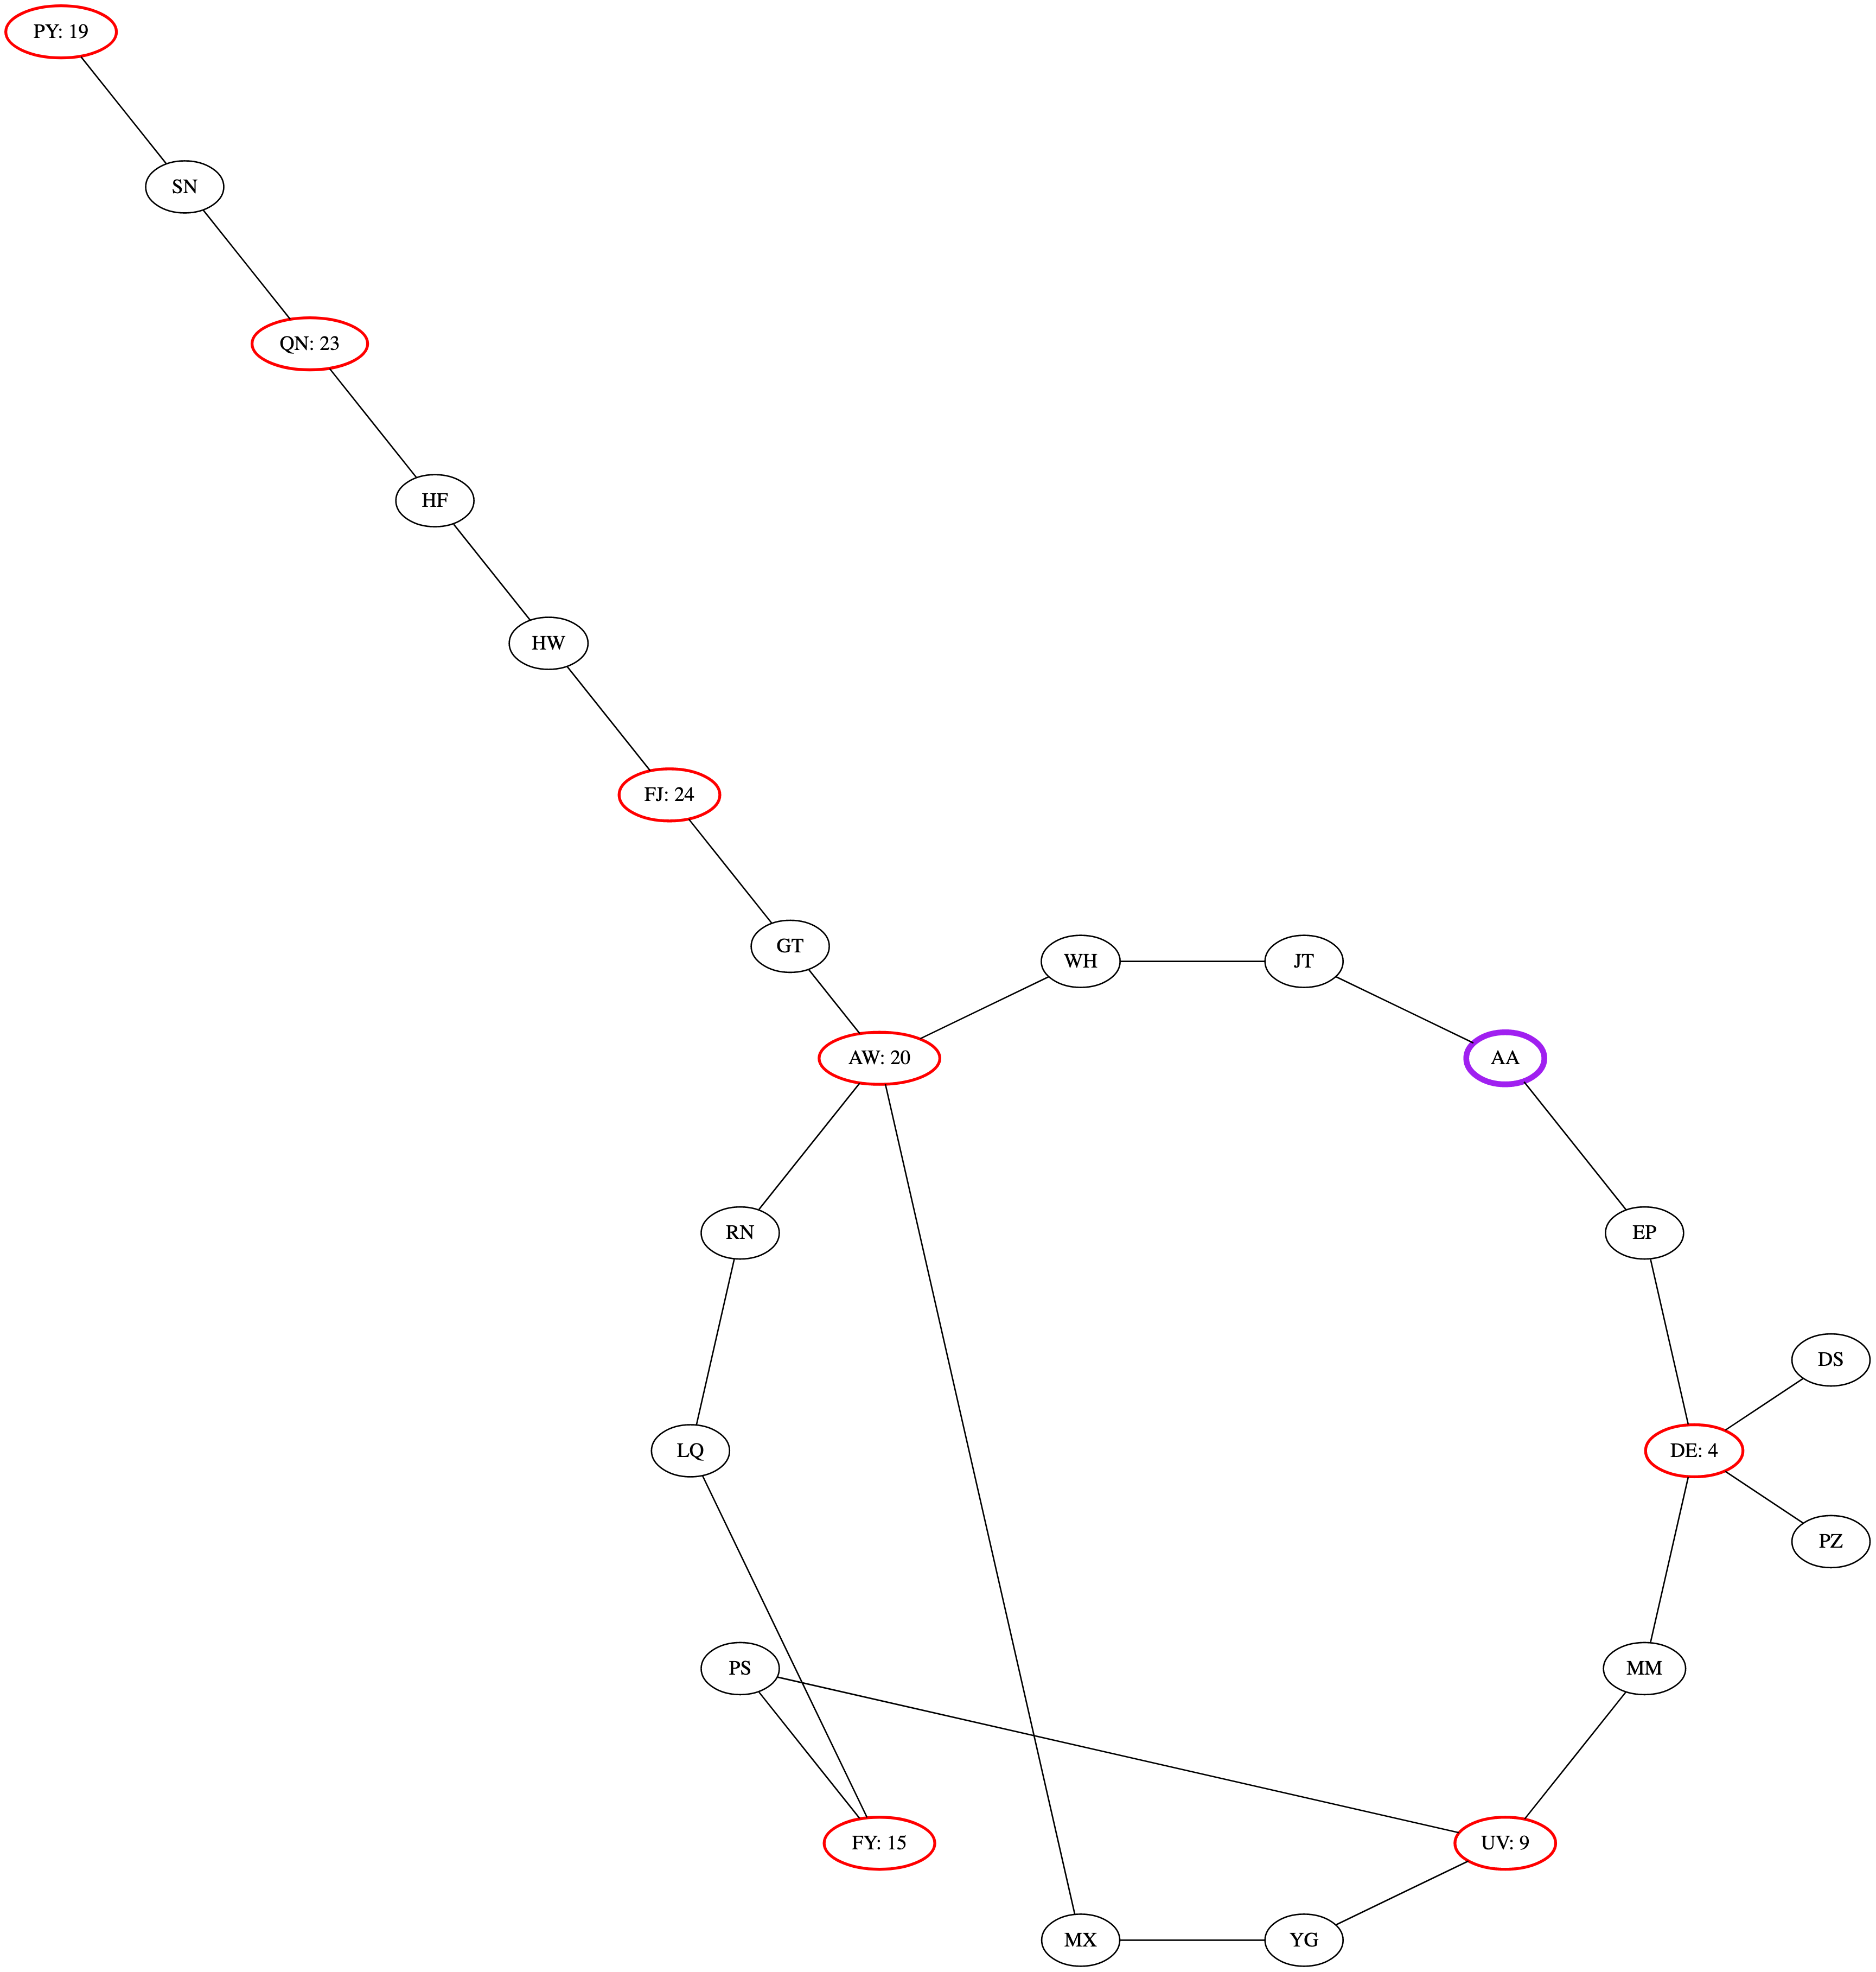 PY: 19
SN
QN: 23
HF
HW
FJ: 24
GT
WH
JT
AW: 20
AA
RN
EP
DS
LQ
DE: 4
PZ
PS
MM
FY: 15
UV: 9
MX
YG